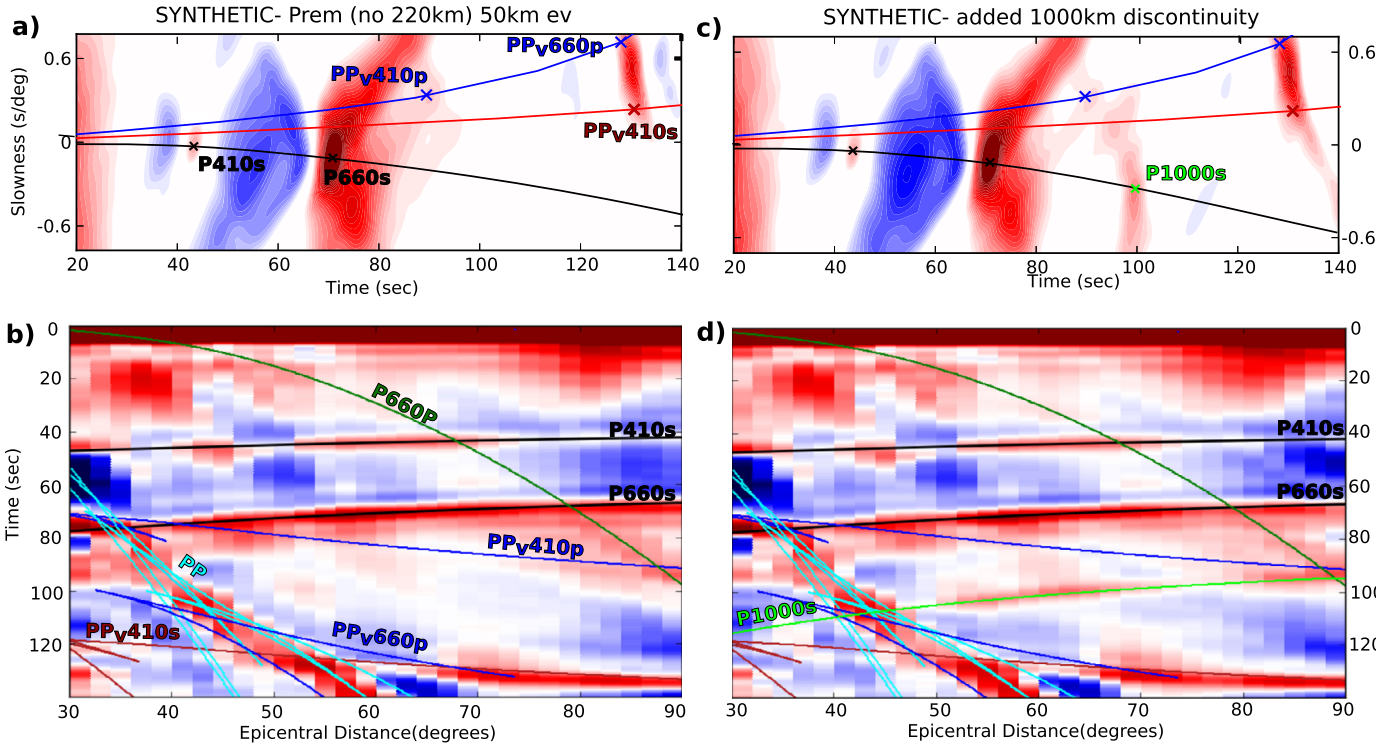 a)
SYNTHETIC- Prem (no 220km) 50km ev
PPv660p
PPv410p
PPv410s
P410s
P660s
0.6
0
-0.6
Slowness (s/deg)
20 40 60 80 100 120 140
Time (sec)
c)
SYNTHETIC- added 1000km discontinuity
P1000s
0.6
0
-0.6
20 40 60 80 100 120 140
Time (sec)
b)
0
20
40
60
80
100
120
Time (sec)
P660P
P410s
P660s
PPv410p
PP
PPv410s
PPv660p
30 40 50 60 70 80 90
Epicentral Distance(degrees)
d)
P410s
P660s
P1000s
0
20
40
60
80
100
120
30 40 50 60 70 80 90
Epicentral Distance(degrees)